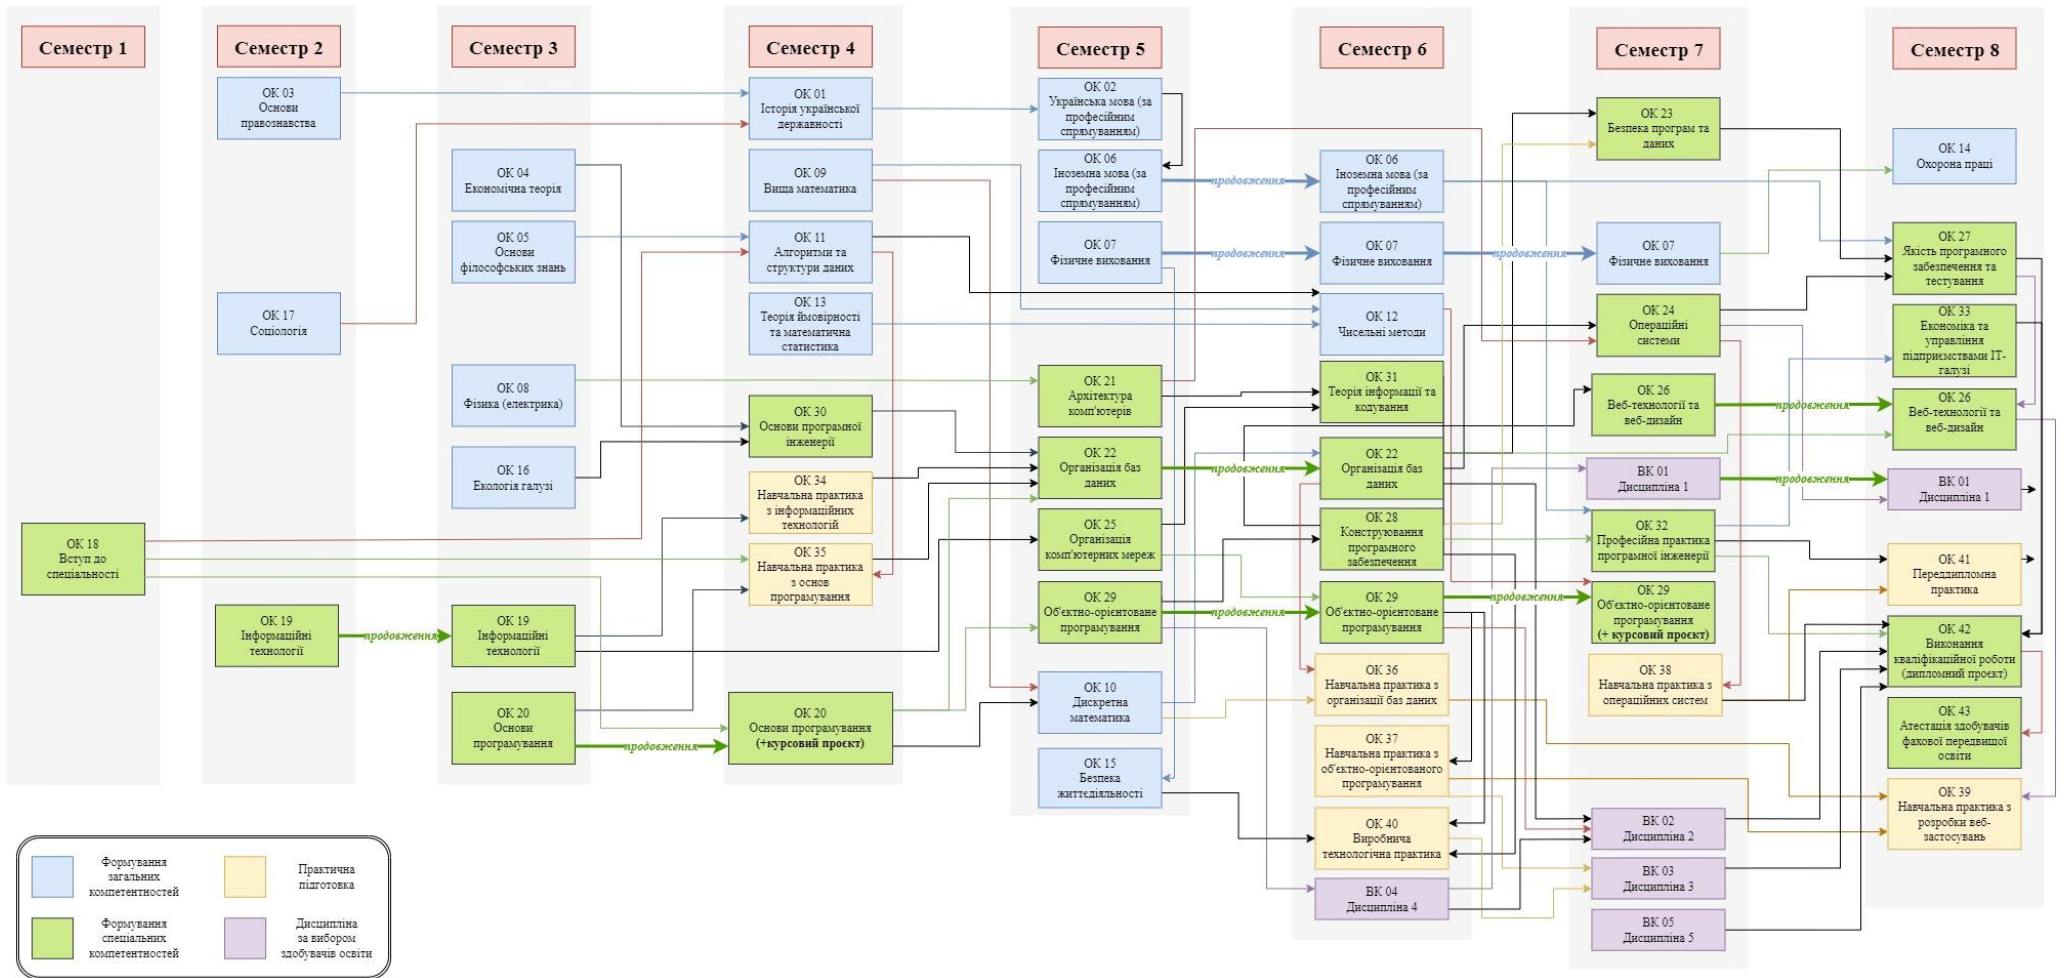 Семестр 1
Семестр 2
Семестр 3
Семестр 4
Семестр 5
Семестр 6
Семестр 7
Семестр 8
ОК 18
Вступ до
спеціальності
ОК 03
Основи
правознавства
ОК 17
Соціологія
ОК 19
Інформаційні
технології
продовження
ОК 04
Економічна теорія
ОК 05
Основи
філософських знань
ОК 08
Фізика (електрика)
ОК 16
Екологія галузі
ОК 19
Інформаційні
технології
ОК 20
Основи
програмування
продовження
ОК 01
Історія української
державності
ОК 09
Вища математика
ОК 11
Алгоритми та
структури даних
ОК 13
Теорія ймовірності
та математична
статистика
ОК 30
Основи програмної
інженерії
ОК 34
Навчальна практика
з інформаційних
технологій
ОК 35
Навчальна практика
з основ
програмування
ОК 20
Основи програмування
(+курсовий проєкт)
ОК 02
Українська мова (за
професійним
спрямуванням)
ОК 06
Іноземна мова (за
професійним
спрямуванням)
продовження
ОК 07
Фізичне виховання
продовження
ОК 21
Архітектура
комп'ютерів
ОК 22
Організація баз
даних
продовження
ОК 25
Організація
комп'ютерних мереж
ОК 29
Об'єктно-орієнтоване
програмування
продовження
ОК 10
Дискретна
математика
ОК 15
Безпека
життєдіяльності
ОК 06
Іноземна мова (за
професійним
спрямуванням)
ОК 07
Фізичне виховання
продовження
ОК 12
Чисельні методи
ОК 31
Теорія інформації та
кодування
ОК 22
Організація баз
даних
ОК 28
Конструювання
програмного
забезпечення
ОК 29
Об'єктно-орієнтоване
програмування
продовження
ОК 36
Навчальна практика з
організації баз даних
ОК 37
Навчальна практика з
об'єктно-орієнтованого
програмування
ОК 40
Виробнича
технологічна практика
ВК 04
Дисципліна 4
ОК 23
Безпека програм та
даних
ОК 07
Фізичне виховання
ОК 24
Операційні
системи
ОК 26
Веб-технології та
веб-дизайн
продовження
ВК 01
Дисципліна 1
продовження
ОК 32
Професійна практика
програмної інженерії
ОК 29
Об'єктно-орієнтоване
програмування
(+ курсовий проєкт)
ОК 38
Навчальна практика з
операційних систем
ВК 02
Дисципліна 2
ВК 03
Дисципліна 3
ВК 05
Дисципліна 5
ОК 14
Охорона праці
ОК 27
Якість програмного
забезпечення та
тестування
ОК 33
Економіка та
управління
підприємствами ІТ-
галузі
ОК 26
Веб-технології та
веб-дизайн
ВК 01
Дисципліна 1
ОК 41
Переддипломна
практика
ОК 42
Виконання
кваліфікаційної роботи
(дипломний проєкт)
ОК 43
Атестація здобувачів
фахової передвищої
освіти
ОК 39
Навчальна практика з
розробки веб-
застосувань
Формування
загальних
компетентностей
Практична
підготовка
Формування
спеціальних
компетентностей
Дисципліна
за вибором
здобувачів освіти